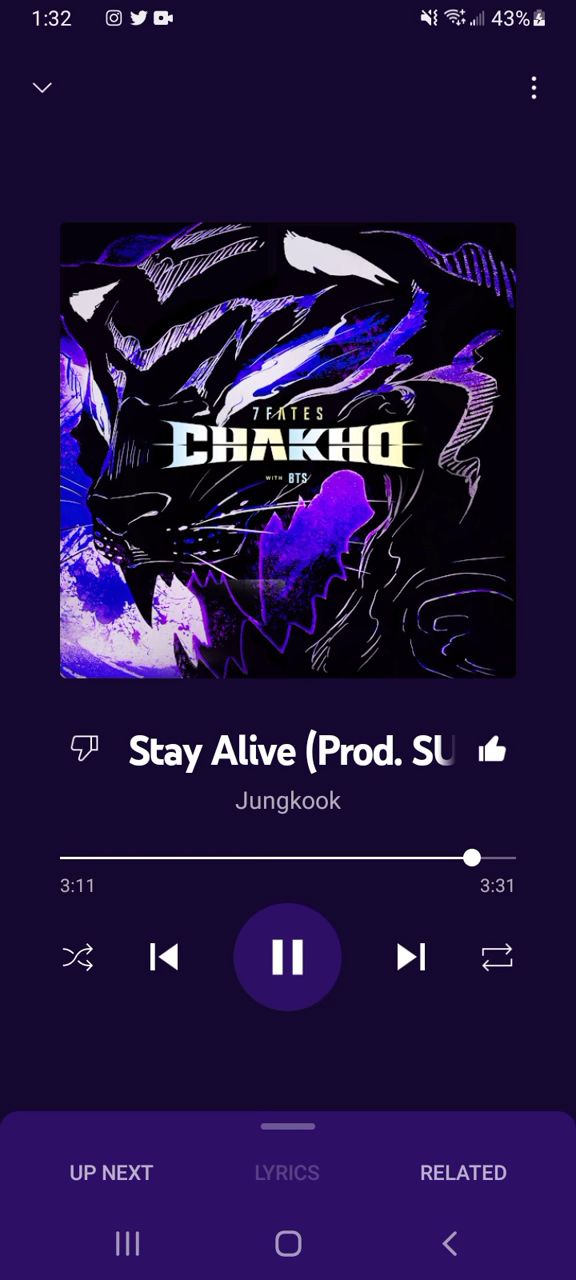 1:32
43%
7FATES
CHAKHO
WITH BTS
Stay Alive (Prod. SU
Jungkook
3:11
3:31
UP NEXT
LYRICS
RELATED